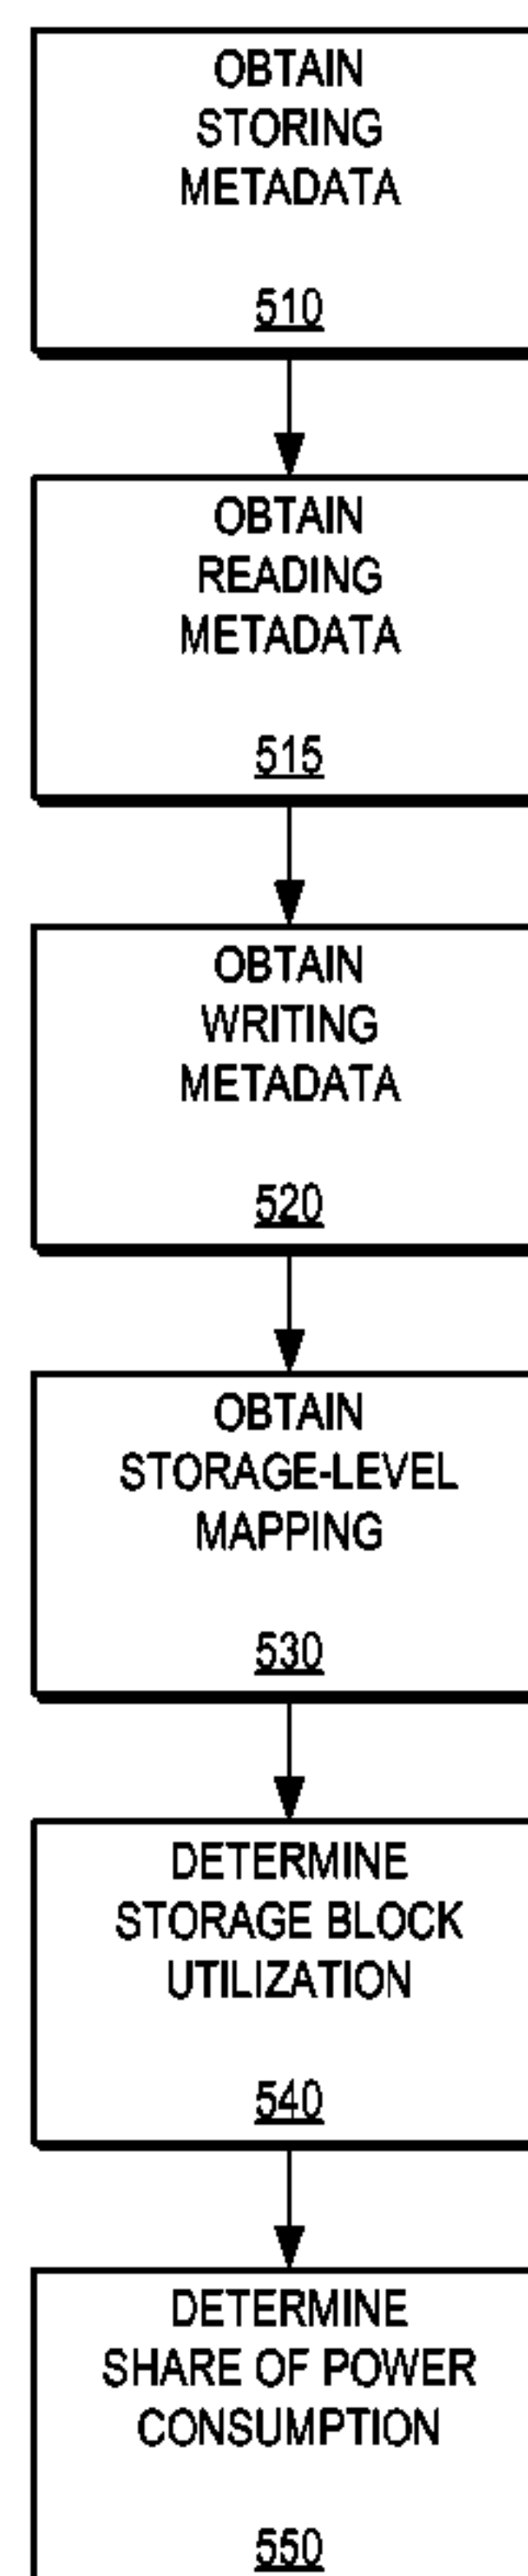 OBTAIN
STORING
METADATA
510
OBTAIN
READING
METADATA
515
OBTAIN
WRITING
METADATA
520
OBTAIN
STORAGE-LEVEL
MAPPING
530
DETERMINE
STORAGE BLOCK
UTILIZATION
540
DETERMINE
SHARE OF POWER
CONSUMPTION
550